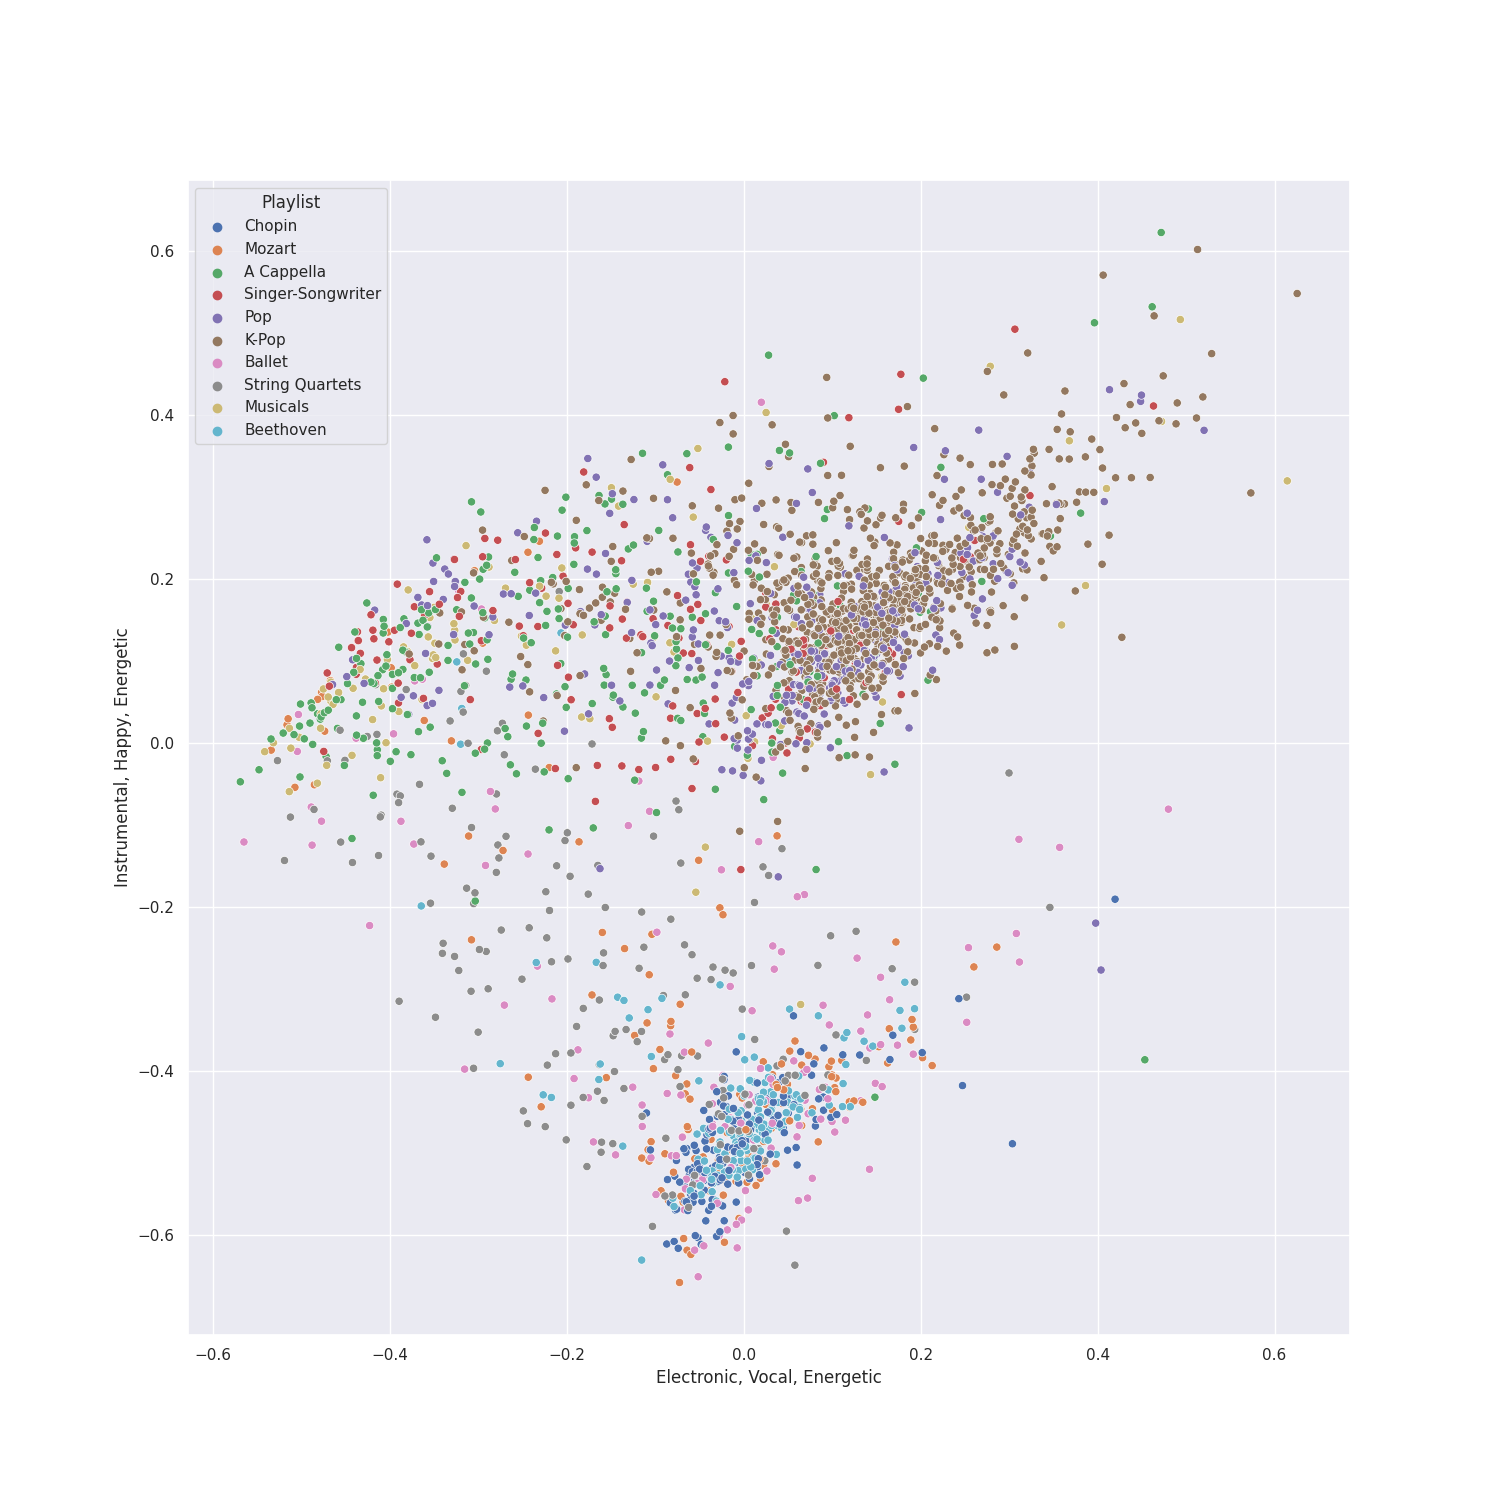 Playlist
Chopin
Mozart
A Cappella
Singer-Songwriter
Pop
K-Pop
Ballet
String Quartets
Musicals
Beethoven
Instrumental, Happy, Energetic
0.6
0.4
0.2
0.0
−0.2
−0.4
−0.6
−0.6 −0.4 −0.2 0.0 0.2 0.4 0.6
Electronic, Vocal, Energetic